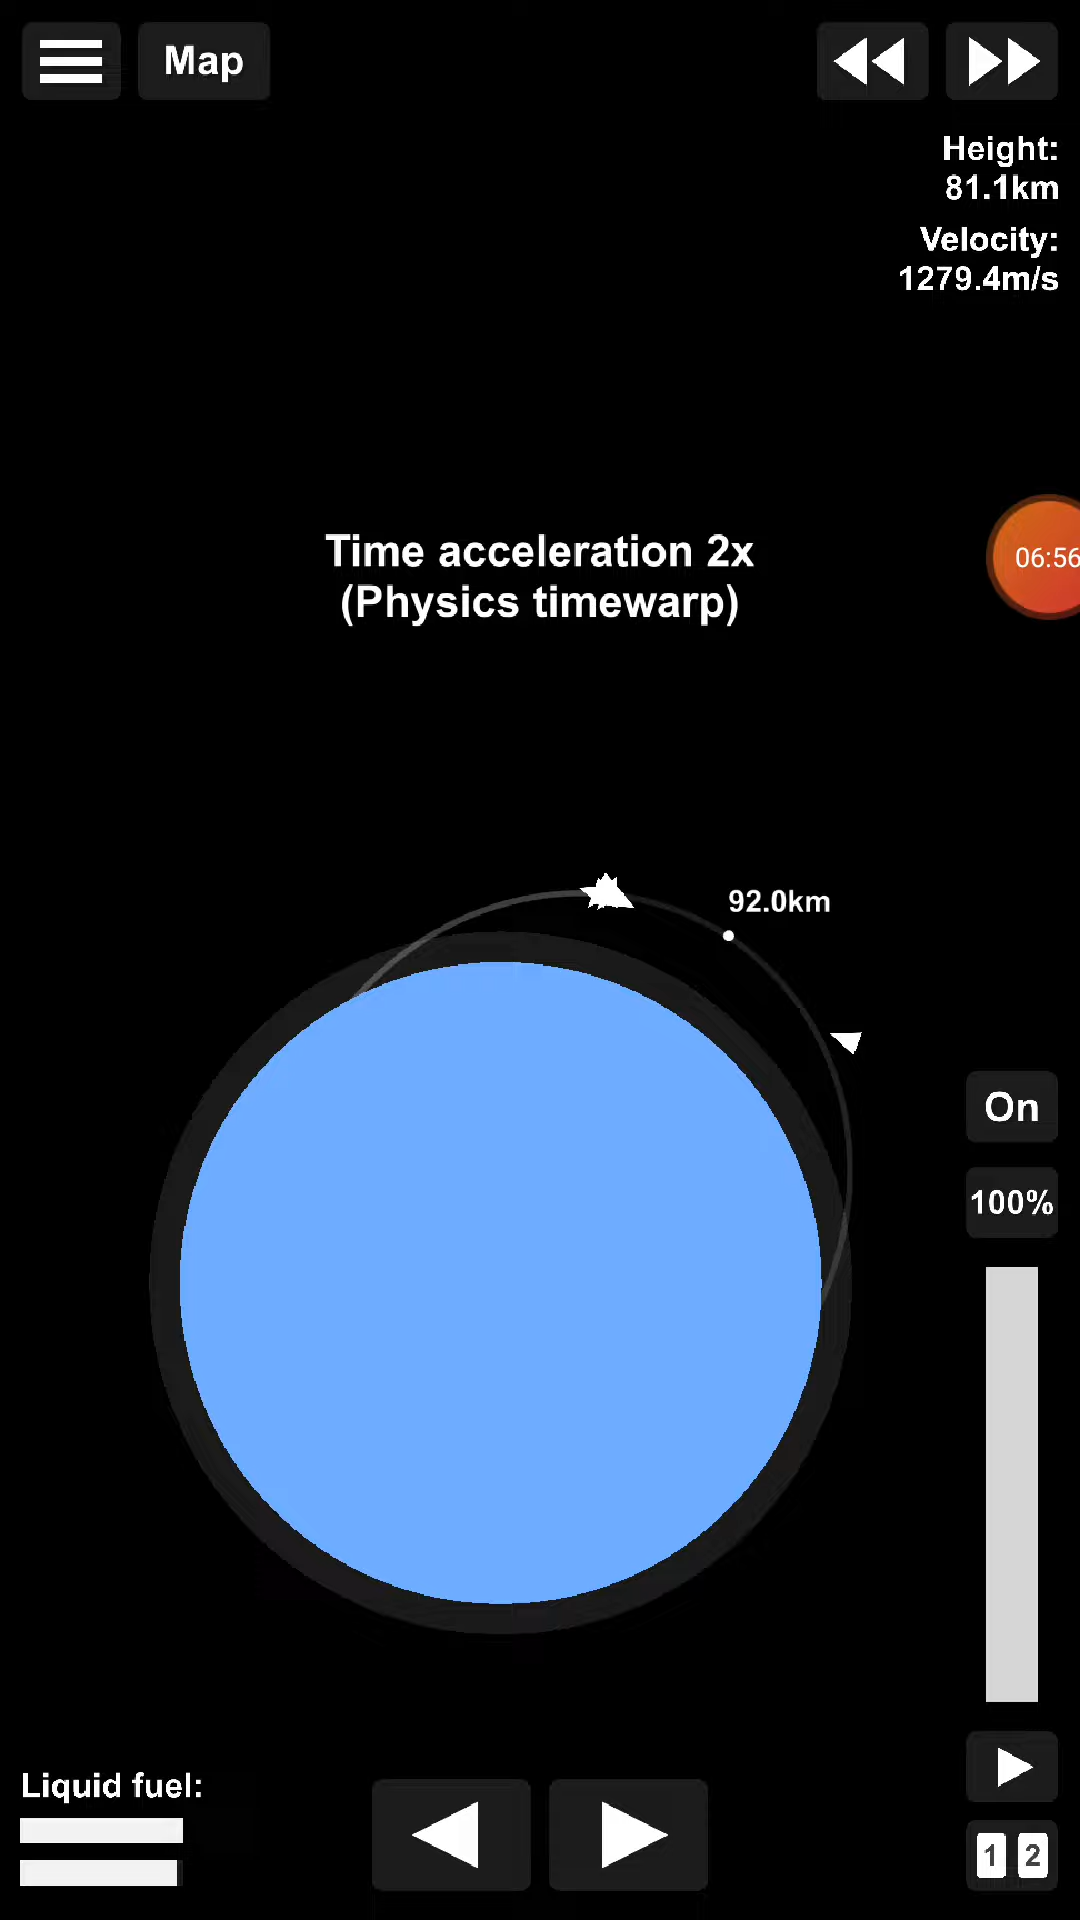 Map
Height:
81.1km
Velocity:
1279.4m/s
Time acceleration 2x
(Physics timewarp)
06:56
92.0km
On
100%
Liquid fuel:
1 2